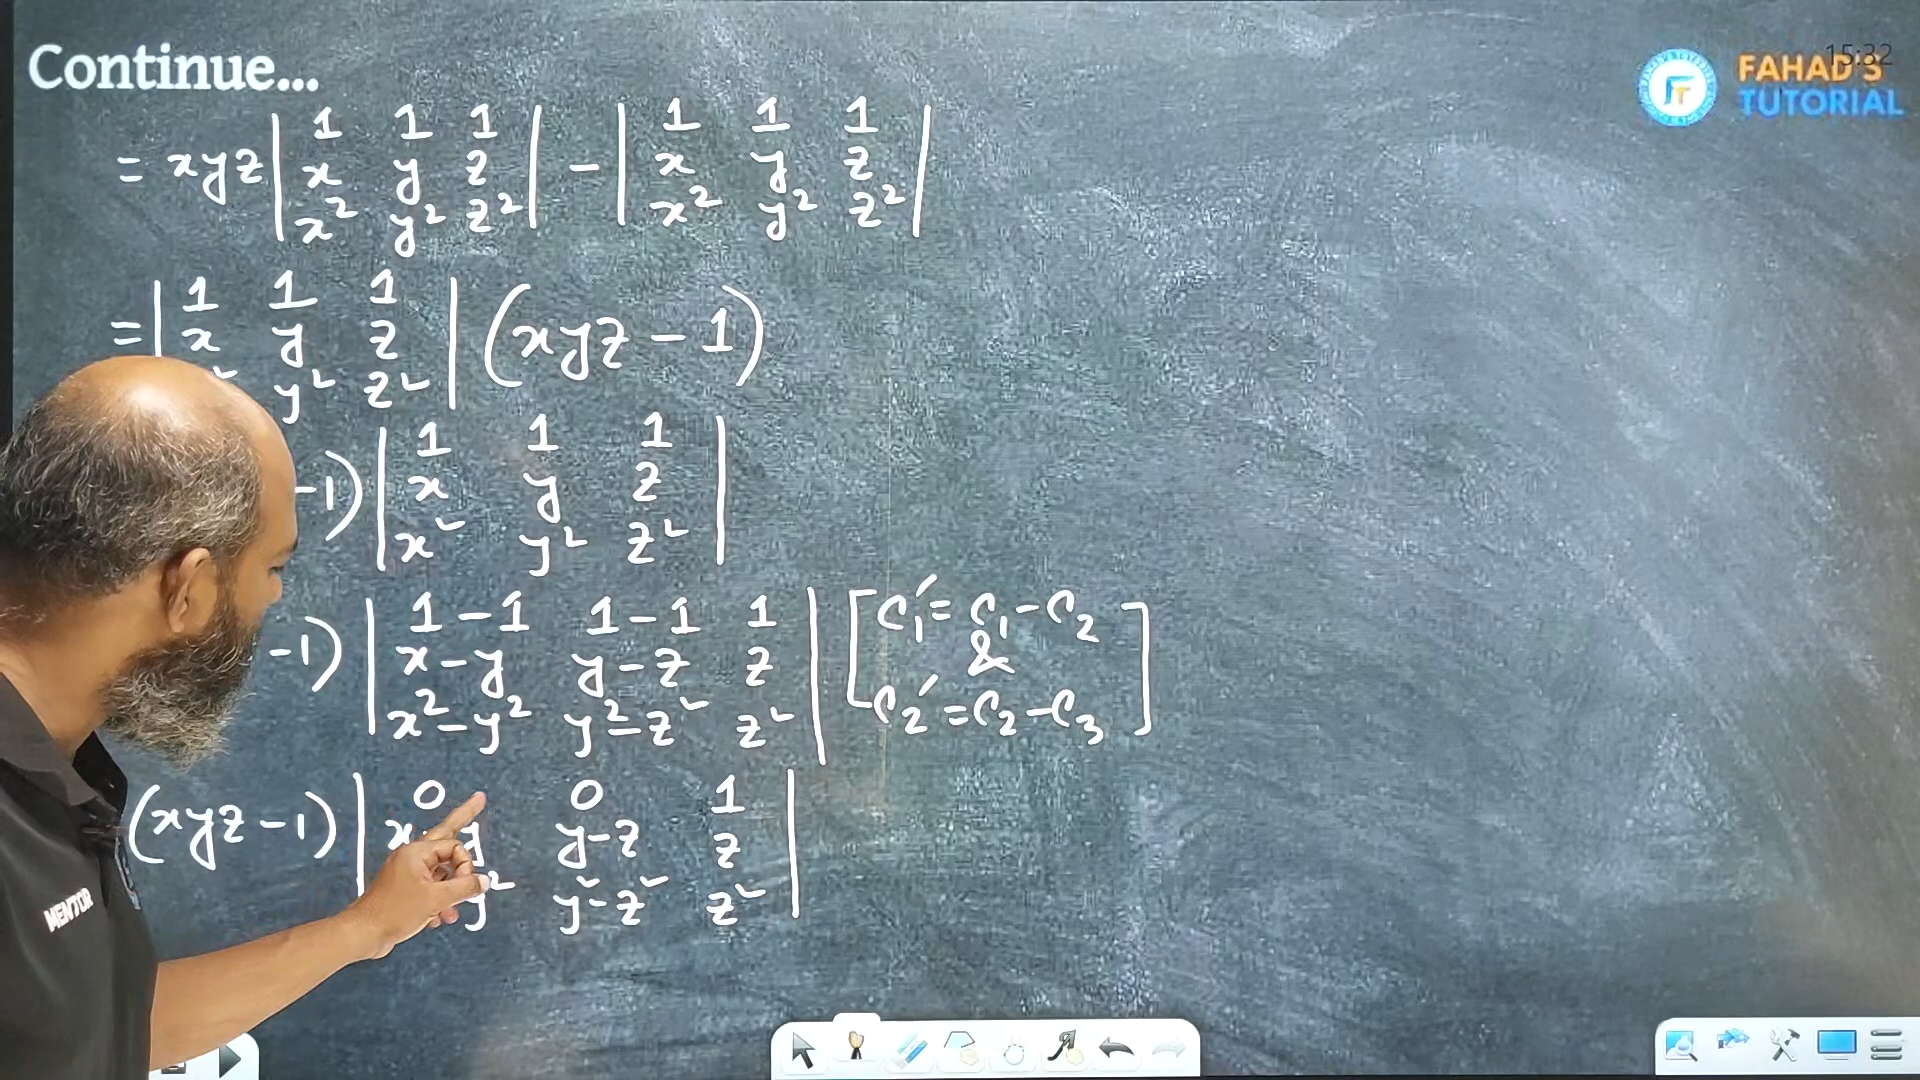 Continue...
15:32
FAHAD'S
TUTORIAL
= xyz | 1 1 1 | - | 1 1 1 |
| x y z | | x y z |
| x² y² z² | | x² y² z² |
= | 1 1 1 | (xyz - 1)
| x y z |
² y² z² |
-1) | 1 1 1 |
| x y z |
| x² y² z² |
-1) | 1-1 1-1 1 | [ C₁′ = C₁ - C₂
| x-y y-z z | &
| x²-y² y²-z² z² | C₂′ = C₂ - C₃ ]
(xyz - 1) | 0 0 1 |
| x y y-z z |
| y² y²-z² z² |
MENTOR